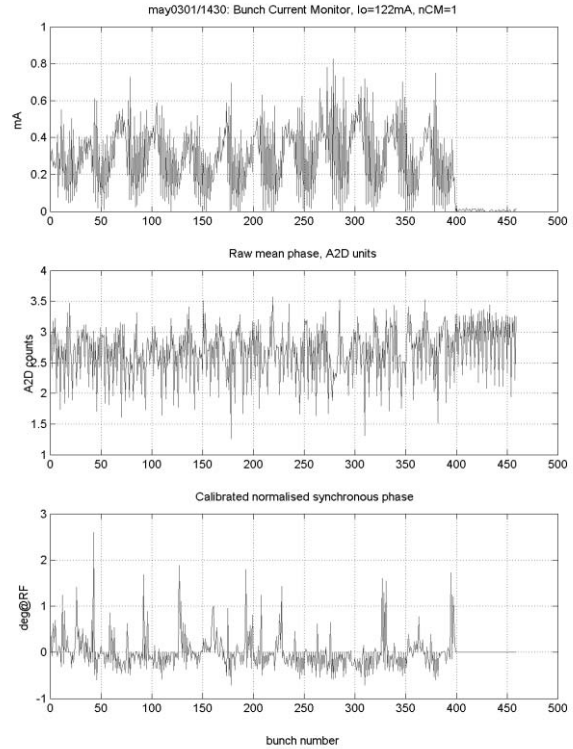 may0301/1430: Bunch Current Monitor, Io=122mA, nCM=1
1
0.8
0.6
mA
0.4
0.2
0
0 50 100 150 200 250 300 350 400 450 500
Raw mean phase, A2D units
4
3.5
3
A2D counts
2.5
2
1.5
1
0 50 100 150 200 250 300 350 400 450 500
Calibrated normalised synchronous phase
3
2
deg@RF
1
0
-1
0 50 100 150 200 250 300 350 400 450 500
bunch number